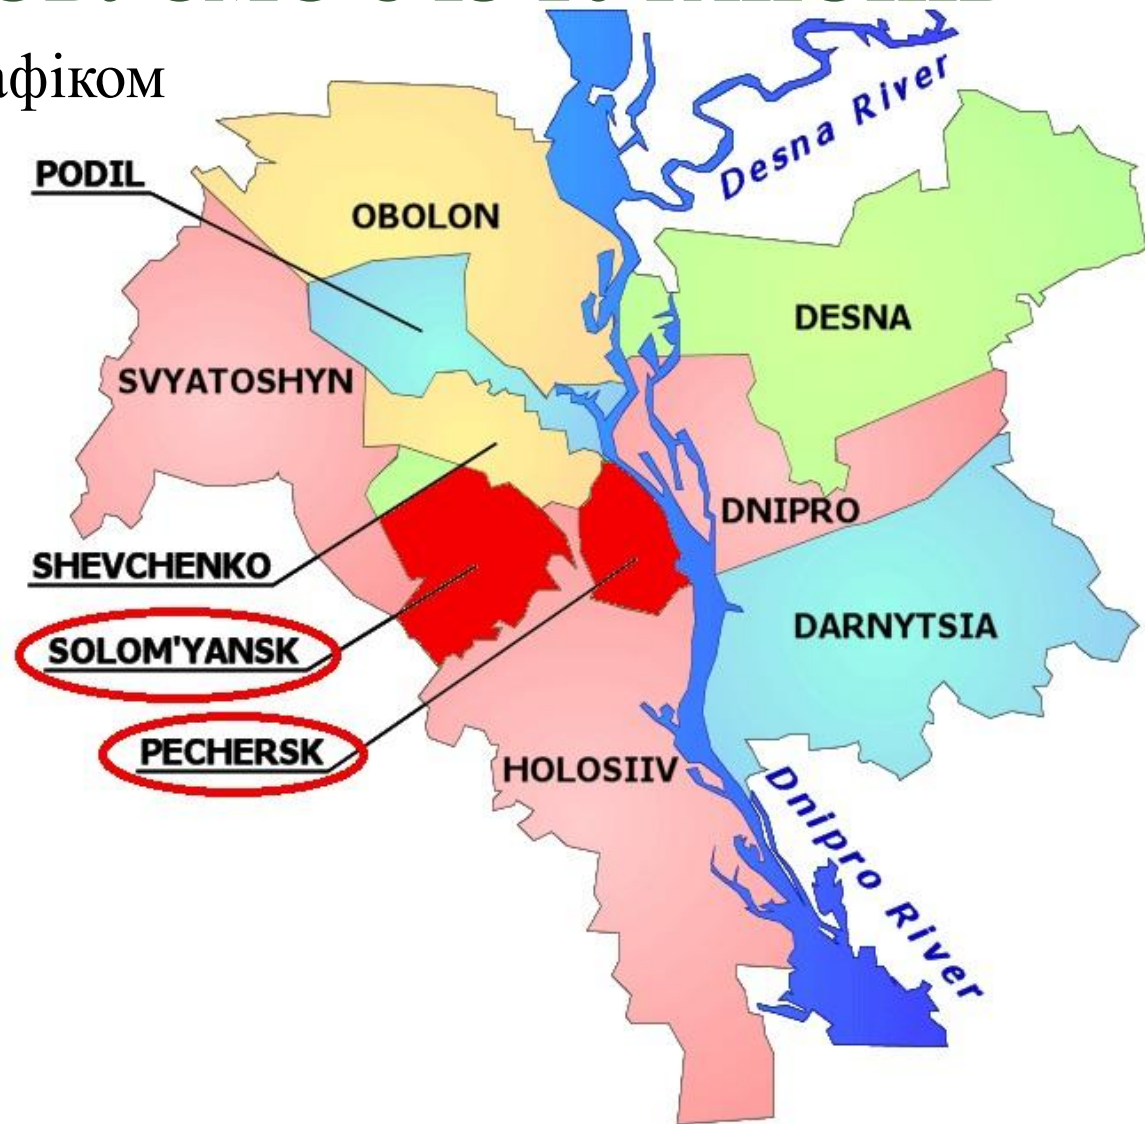 афіком
Desna River
PODIL
OBOLON
DESNA
SVYATOSHYN
DNIPRO
SHEVCHENKO
DARNYTSIA
SOLOM'YANSK
PECHERSK
HOLOSIIV
Dnipro River